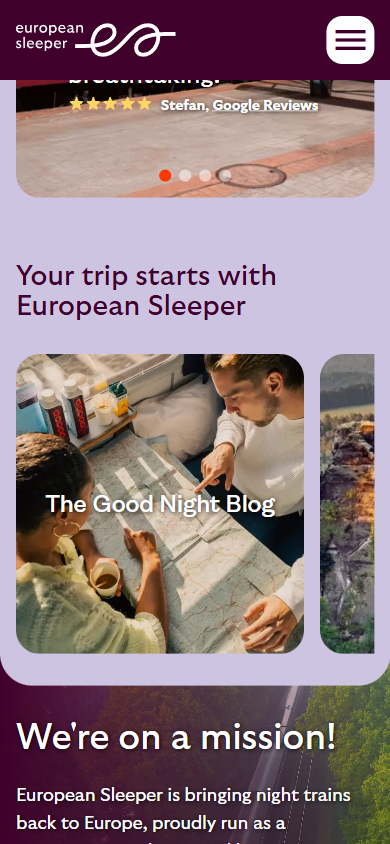 european
sleeper
breathtaking!
Stefan, Google Reviews
Your trip starts with
European Sleeper
The Good Night Blog
We're on a mission!
European Sleeper is bringing night trains
back to Europe, proudly run as a